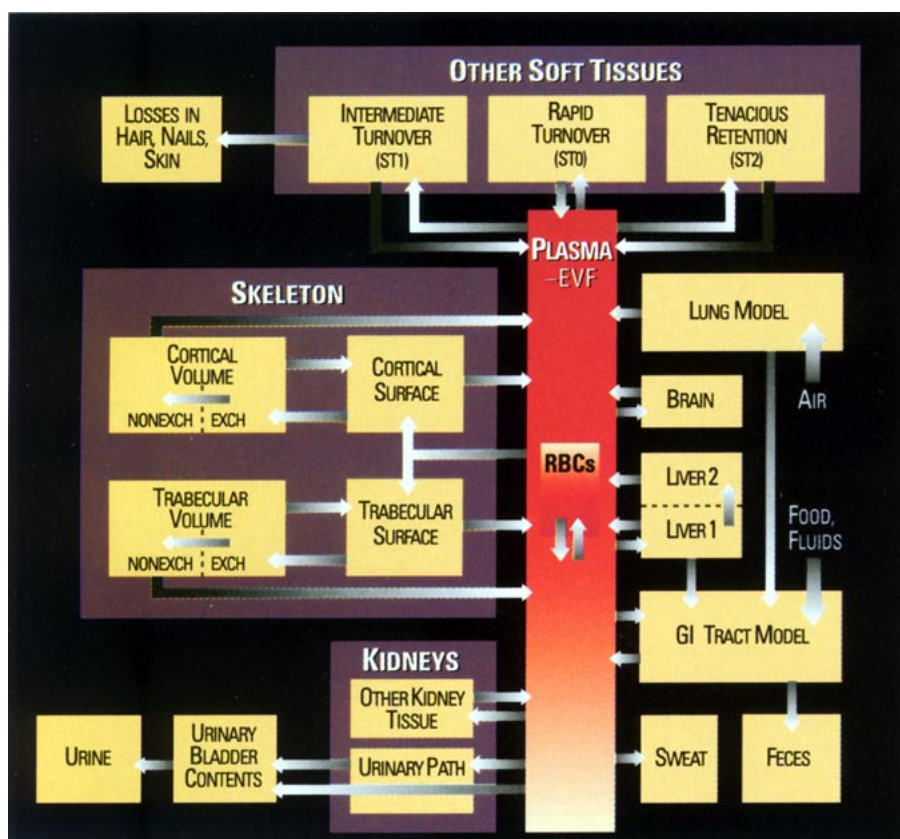 OTHER SOFT TISSUES
LOSSES IN
HAIR, NAILS,
SKIN
INTERMEDIATE
TURNOVER
(ST1)
RAPID
TURNOVER
(ST0)
TENACIOUS
RETENTION
(ST2)
PLASMA
–EVF
SKELETON
CORTICAL
VOLUME
NONEXCH EXCH
CORTICAL
SURFACE
LUNG MODEL
AIR
BRAIN
RBCs
TRABECULAR
VOLUME
NONEXCH EXCH
TRABECULAR
SURFACE
LIVER 2
LIVER 1
FOOD,
FLUIDS
GI TRACT MODEL
KIDNEYS
OTHER KIDNEY
TISSUE
URINE
URINARY
BLADDER
CONTENTS
URINARY PATH
SWEAT
FECES